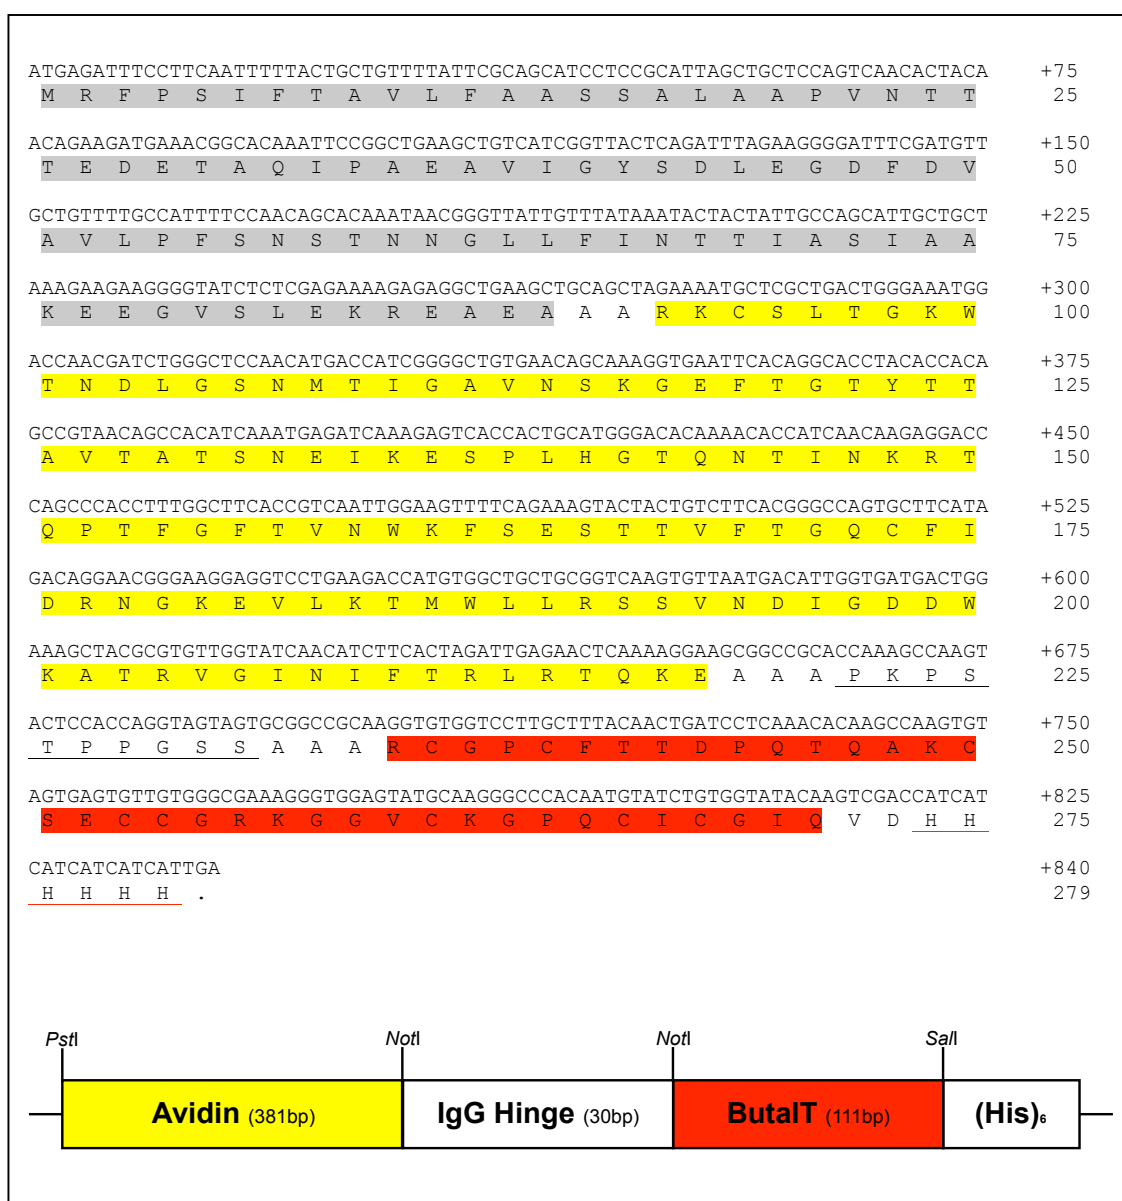 ATGAGATTTCCTTCAATTTTTACTGCTGTTTTATTCGCAGCATCCTCCGCATTAGCTGCTCCAGTCAACACTACA +75
M R F P S I F T A V L F A A S S A L A A P V N T T 25
ACAGAAGATGAAACGGCACAAATTCCGGCTGAAGCTGTCATCGGTTACTCAGATTTAGAAGGGGATTTCGATGTT +150
T E D E T A Q I P A E A V I G Y S D L E G D F D V 50
GCTGTTTTGCCATTTTCCAACAGCACAAATAACGGGTTATTGTTTATAAATACTACTATTGCCAGCATTGCTGCT +225
A V L P F S N S T N N G L L F I N T T I A S I A A 75
AAAGAAGAAGGGGTATCTCTCGAGAAAAGAGAGGCTGAAGCTGCAGCTAGAAAATGCTCGCTGACTGGGAAATGG +300
K E E G V S L E K R E A E A A A R K C S L T G K W 100
ACCAACGATCTGGGCTCCAACATGACCATCGGGGCTGTGAACAGCAAAGGTGAATTCACAGGCACCTACACCACA +375
T N D L G S N M T I G A V N S K G E F T G T Y T T 125
GCCGTAACAGCCACATCAAATGAGATCAAAGAGTCACCACTGCATGGGACACAAAACACCATCAACAAGAGGACC +450
A V T A T S N E I K E S P L H G T Q N T I N K R T 150
CAGCCCACCTTTGGCTTCACCGTCAATTGGAAGTTTTCAGAAAGTACTACTGTCTTCACGGGCCAGTGCTTCATA +525
Q P T F G F T V N W K F S E S T T V F T G Q C F I 175
GACAGGAACGGGAAGGAGGTCCTGAAGACCATGTGGCTGCTGCGGTCAAGTGTTAATGACATTGGTGATGACTGG +600
D R N G K E V L K T M W L L R S S V N D I G D D W 200
AAAGCTACGCGTGTTGGTATCAACATCTTCACTAGATTGAGAACTCAAAAGGAAGCGGCCGCACCAAAGCCAAGT +675
K A T R V G I N I F T R L R T Q K E A A A P K P S 225
ACTCCACCAGGTAGTAGTGCGGCCGCAAGGTGTGGTCCTTGCTTTACAACTGATCCTCAAACACAAGCCAAGTGT +750
T P P G S S A A A R C G P C F T T D P Q T Q A K C 250
AGTGAGTGTTGTGGGCGAAAGGGTGGAGTATGCAAGGGCCCACAATGTATCTGTGGTATACAAGTCGACCATCAT +825
S E C C G R K G G V C K G P Q C I C G I Q V D H H 275
CATCATCATCATTGA +840
H H H H . 279
PstI NotI NotI SalI
Avidin (381bp) IgG Hinge (30bp) ButaIT (111bp) (His)₆